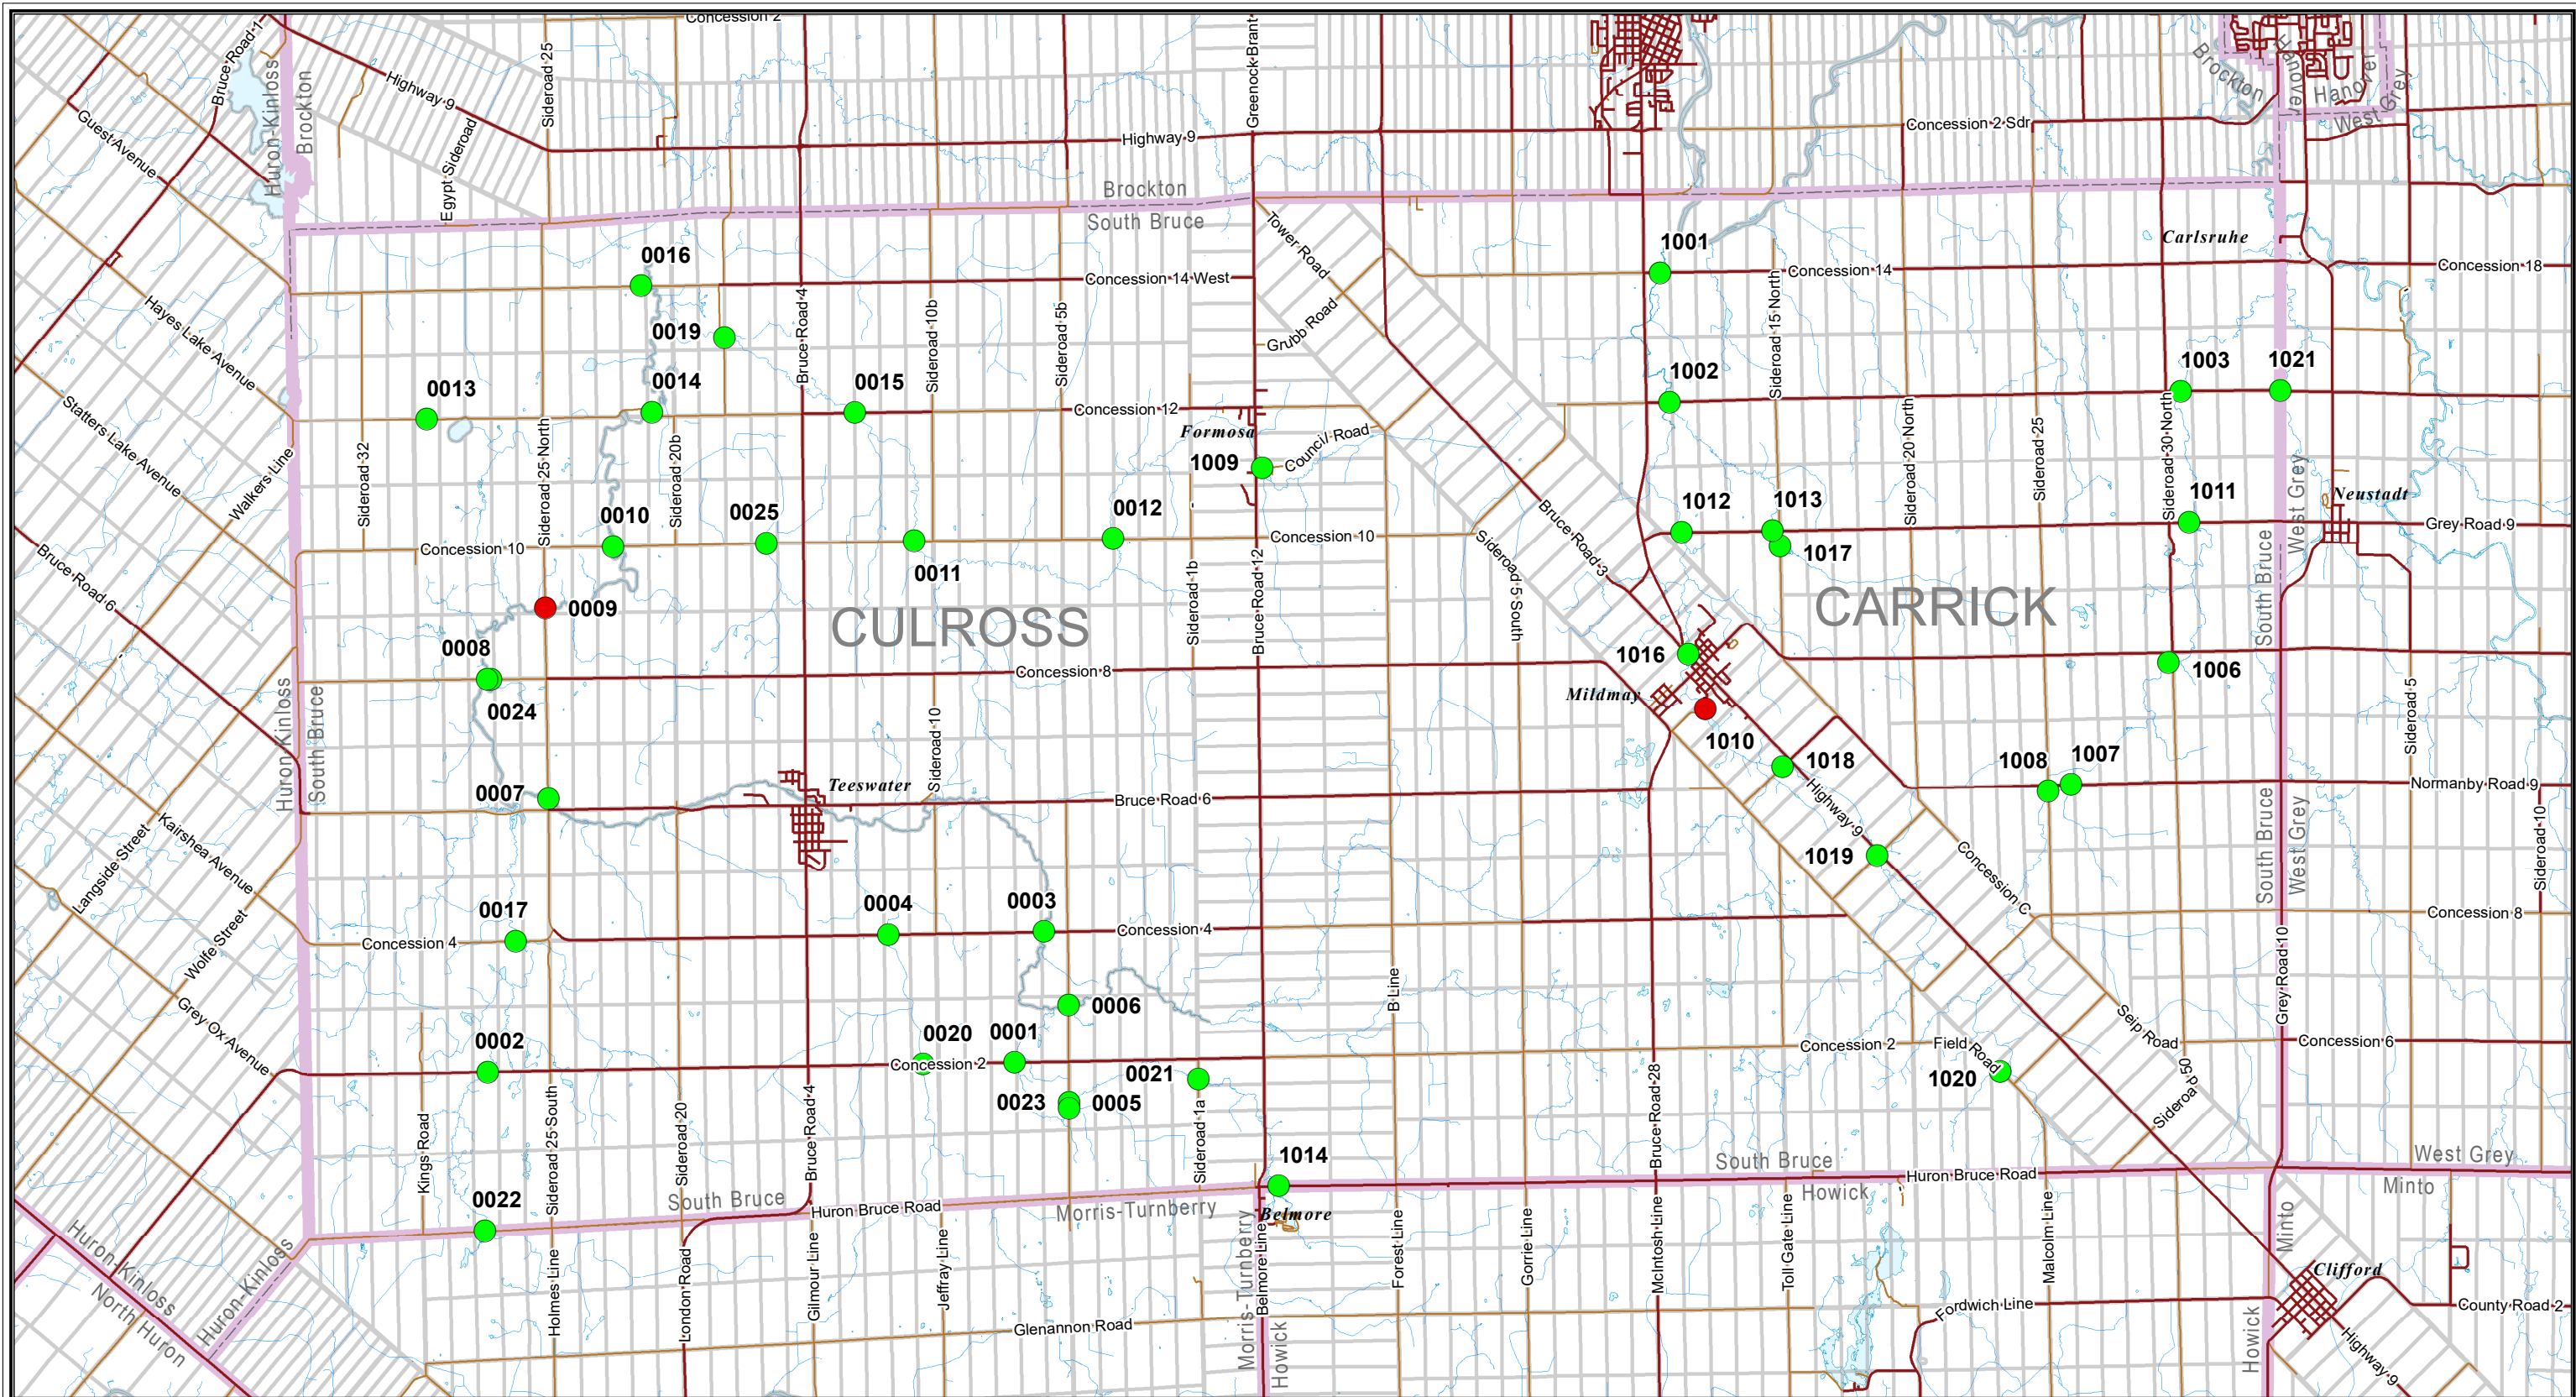 Concession 2
Bruce Road 1
Huron-Kinloss
Brockton
Highway 9
Sideroad 25
Egypt Sideroad
Guest Avenue
Greenock-Brant
Highway 9
Concession 2 Sdr
Brockton
Hanover
Hanover
West Grey
Brockton
South Bruce
Tower Road
Carlsruhe
0016
1001
Concession 14 West
Concession 14
Concession 18
Hayes Lake Avenue
0019
Bruce Road 4
Sideroad 10b
Sideroad 5b
Grubb Road
Sideroad 15 North
0013
0014
0015
1002
1003
1021
Statters Lake Avenue
Concession 12
Formosa
Council Road
1009
Sideroad 32
Walkers Line
Sideroad 25 North
Sideroad 20b
Sideroad 20 North
Sideroad 25
Sideroad 30 North
West Grey
Neustadt
0010
0025
0012
1012
1013
1011
Concession 10
Concession 10
Grey Road 9
Bruce Road 3
Sideroad 5 South
0011
1017
Bruce Road 6
0009
CULROSS
CARRICK
Sideroad 1b
Bruce Road 12
South Bruce
0008
1016
1006
Concession 8
Mildmay
0024
Huron-Kinloss
South Bruce
Sideroad 10
Sideroad 5
1010
1018
1008
1007
0007
Teeswater
Bruce Road 6
Normanby Road 9
Highway 9
Kairshea Avenue
Langside Street
1019
Concession C
South Bruce
West Grey
Sideroad 10
0017
0004
0003
Concession 4
Concession 4
Concession 8
Wolfe Street
Grey Ox Avenue
B Line
Grey Road 10
0006
Seip Road
0002
0020
0001
Concession 2
Concession 2
Field Road
Concession 6
0021
1020
0023
0005
Kings Road
Sideroad 25 South
Sideroad 20
Bruce Road 4
Sideroad 1a
Bruce Road 28
1014
South Bruce
West Grey
Huron Bruce Road
Howick
Minto
0022
South Bruce
Huron Bruce Road
Morris-Turnberry
Belmore
Huron-Kinloss
North Huron
Huron-Kinloss
Holmes Line
London Road
Gilmour Line
Jeffray Line
Morris-Turnberry
Belmore Line
Howick
Forest Line
Gorrie Line
McIntosh Line
Toll Gate Line
Malcolm Line
Minto
Clifford
Fordwich Line
County Road 2
Glenannon Road
Howick
Highway 9